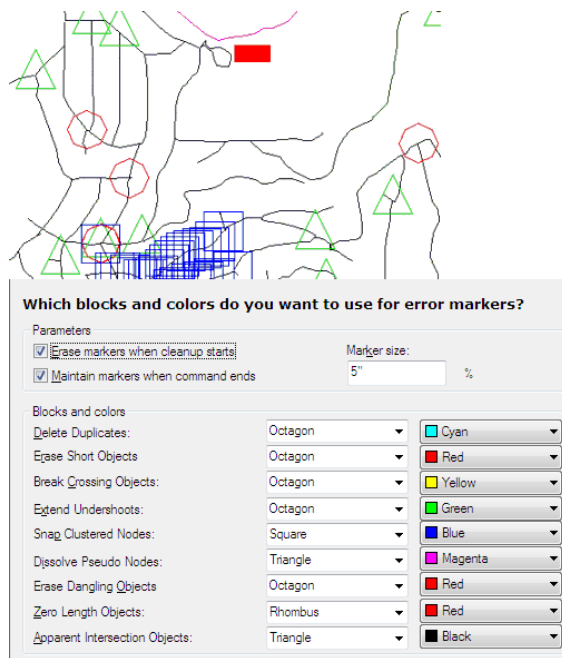 Which blocks and colors do you want to use for error markers?
Parameters
Erase markers when cleanup starts
Marker size:
Maintain markers when command ends
5" %
Blocks and colors
Delete Duplicates: Octagon Cyan
Erase Short Objects Octagon Red
Break Crossing Objects: Octagon Yellow
Extend Undershoots: Octagon Green
Snap Clustered Nodes: Square Blue
Dissolve Pseudo Nodes: Triangle Magenta
Erase Dangling Objects Octagon Red
Zero Length Objects: Rhombus Red
Apparent Intersection Objects: Triangle Black